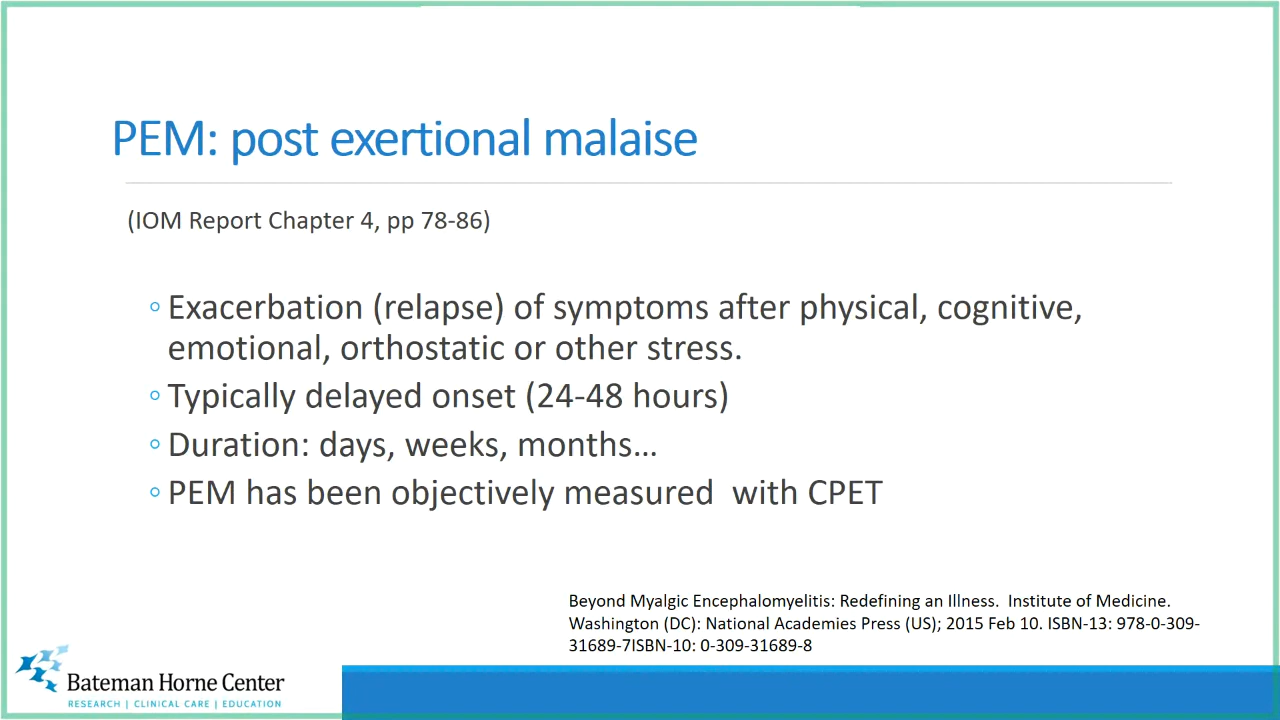 PEM: post exertional malaise
(IOM Report Chapter 4, pp 78-86)
◦ Exacerbation (relapse) of symptoms after physical, cognitive,
emotional, orthostatic or other stress.
◦ Typically delayed onset (24-48 hours)
◦ Duration: days, weeks, months…
◦ PEM has been objectively measured  with CPET
Beyond Myalgic Encephalomyelitis: Redefining an Illness.  Institute of Medicine.
Washington (DC): National Academies Press (US); 2015 Feb 10. ISBN-13: 978-0-309-
31689-7ISBN-10: 0-309-31689-8
Bateman Horne Center
RESEARCH | CLINICAL CARE | EDUCATION